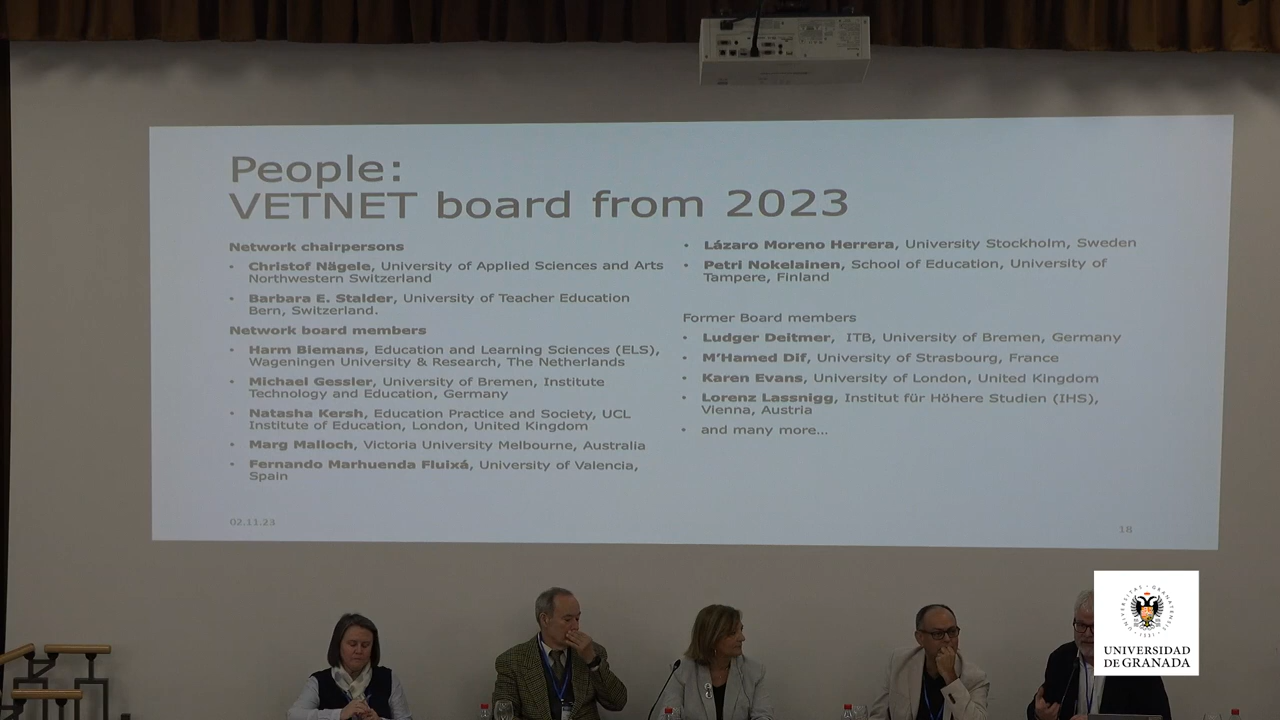 People:
VETNET board from 2023
Network chairpersons
• Christof Nägele, University of Applied Sciences and Arts
Northwestern Switzerland
• Barbara E. Stalder, University of Teacher Education
Bern, Switzerland.
Network board members
• Harm Biemans, Education and Learning Sciences (ELS),
Wageningen University & Research, The Netherlands
• Michael Gessler, University of Bremen, Institute
Technology and Education, Germany
• Natasha Kersh, Education Practice and Society, UCL
Institute of Education, London, United Kingdom
• Marg Malloch, Victoria University Melbourne, Australia
• Fernando Marhuenda Fluixá, University of Valencia,
Spain
• Lázaro Moreno Herrera, University Stockholm, Sweden
• Petri Nokelainen, School of Education, University of
Tampere, Finland
Former Board members
• Ludger Deitmer, ITB, University of Bremen, Germany
• M'Hamed Dif, University of Strasbourg, France
• Karen Evans, University of London, United Kingdom
• Lorenz Lassnigg, Institut für Höhere Studien (IHS),
Vienna, Austria
• and many more...
02.11.23
18
UNIVERSIDAD
DE GRANADA